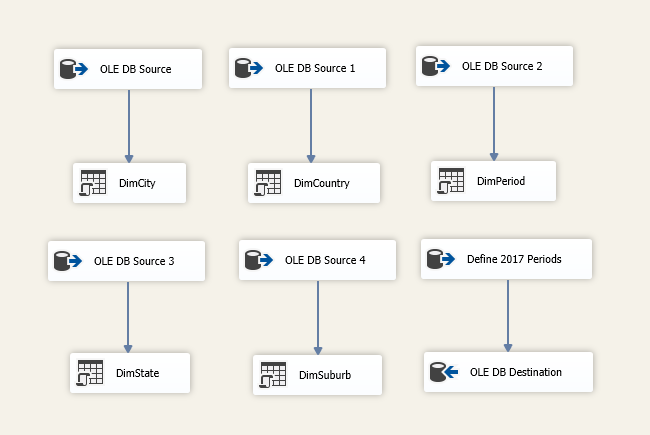 OLE DB Source
OLE DB Source 1
OLE DB Source 2
DimCity
DimCountry
DimPeriod
OLE DB Source 3
OLE DB Source 4
Define 2017 Periods
DimState
DimSuburb
OLE DB Destination